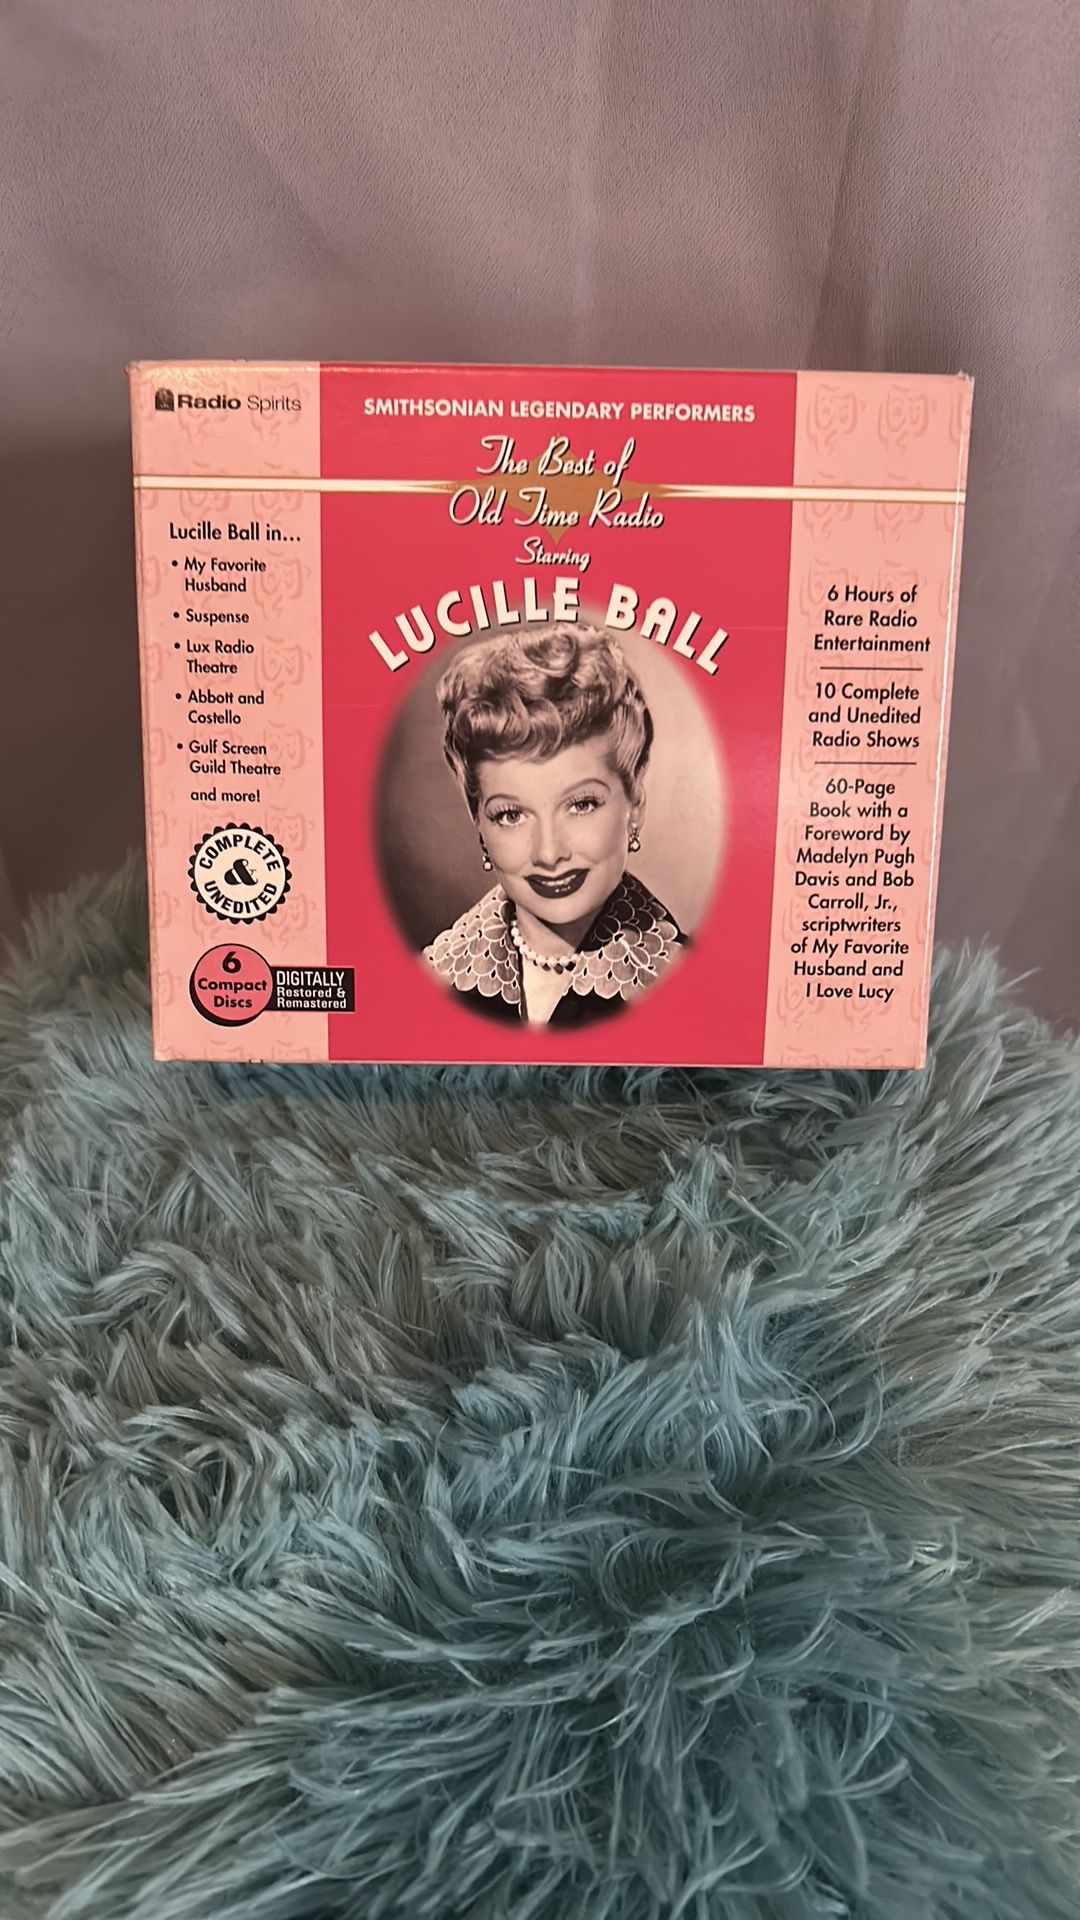 Radio Spirits
SMITHSONIAN LEGENDARY PERFORMERS
The Best of
Old Time Radio
Starring
LUCILLE BALL
Lucille Ball in...
• My Favorite
Husband
• Suspense
• Lux Radio
Theatre
• Abbott and
Costello
• Gulf Screen
Guild Theatre
and more!
COMPLETE
&
UNEDITED
6
Compact
Discs
DIGITALLY
Restored &
Remastered
6 Hours of
Rare Radio
Entertainment
10 Complete
and Unedited
Radio Shows
60-Page
Book with a
Foreword by
Madelyn Pugh
Davis and Bob
Carroll, Jr.,
scriptwriters
of My Favorite
Husband and
I Love Lucy